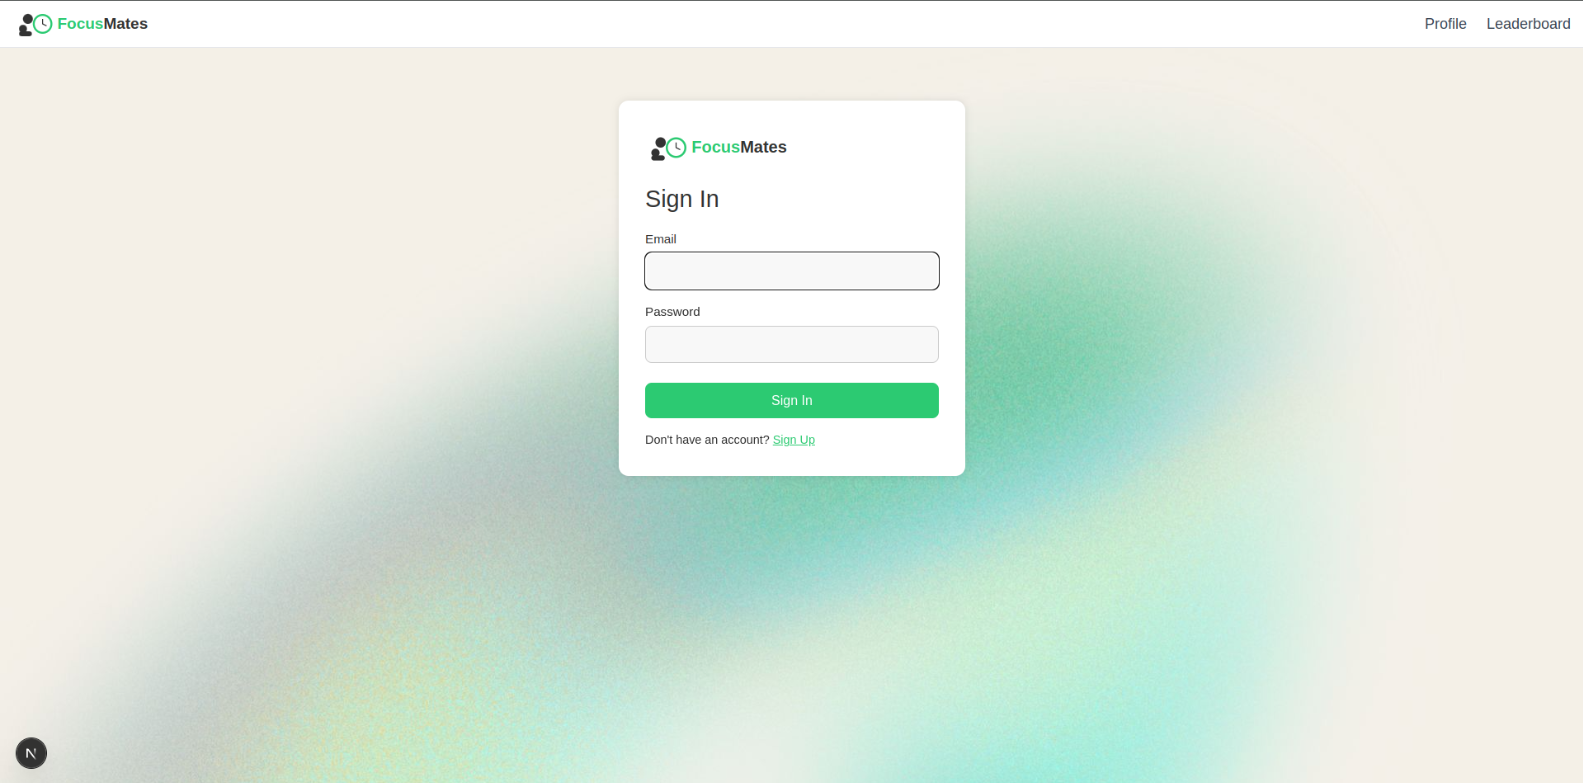 FocusMates
Profile
Leaderboard
FocusMates
Sign In
Email
Password
Sign In
Don't have an account? Sign Up
N